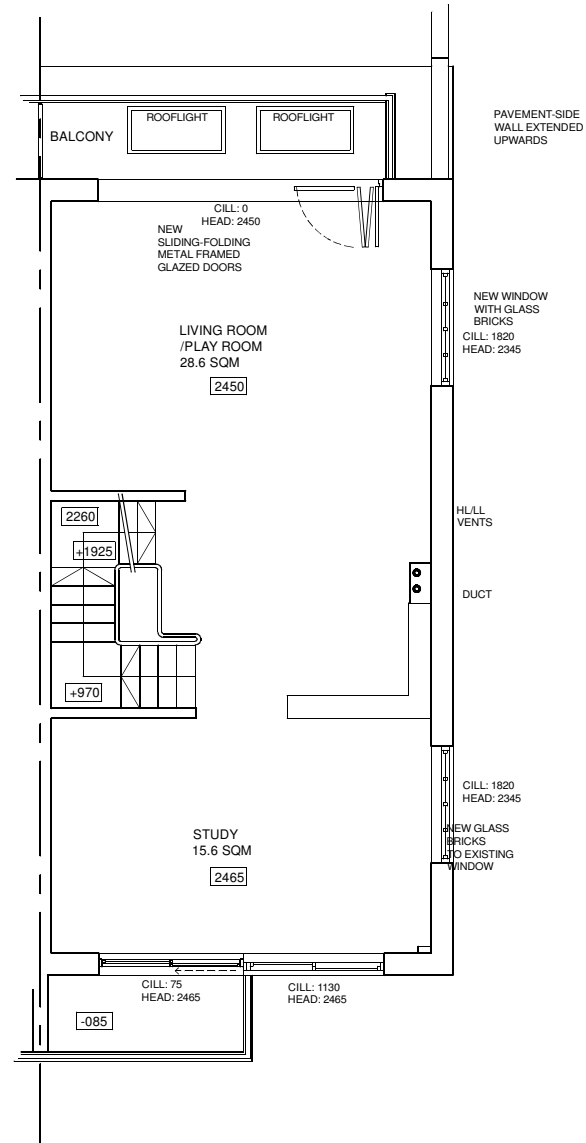 ROOFLIGHT
ROOFLIGHT
BALCONY
PAVEMENT-SIDE
WALL EXTENDED
UPWARDS
CILL: 0
HEAD: 2450
NEW
SLIDING-FOLDING
METAL FRAMED
GLAZED DOORS
NEW WINDOW
WITH GLASS
BRICKS
CILL: 1820
HEAD: 2345
LIVING ROOM
/PLAY ROOM
28.6 SQM
2450
2260
+1925
HL/LL
VENTS
DUCT
+970
CILL: 1820
HEAD: 2345
NEW GLASS
BRICKS
TO EXISTING
WINDOW
STUDY
15.6 SQM
2465
CILL: 75
HEAD: 2465
CILL: 1130
HEAD: 2465
-085